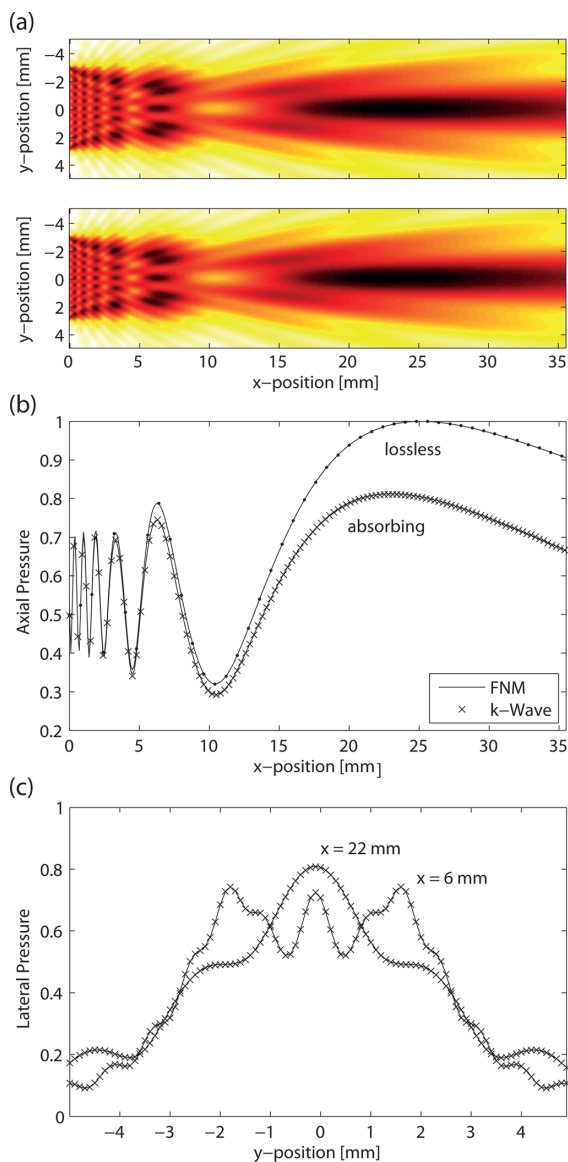 (a)
−4
−2
0
2
4
y−position [mm]
−4
−2
0
2
4
y−position [mm]
0 5 10 15 20 25 30 35
x−position [mm]
(b)
1
0.9
0.8
0.7
0.6
0.5
0.4
0.3
0.2
Axial Pressure
lossless
absorbing
FNM
k−Wave
0 5 10 15 20 25 30 35
x−position [mm]
(c)
1
0.8
0.6
0.4
0.2
0
Lateral Pressure
x = 22 mm
x = 6 mm
−4 −3 −2 −1 0 1 2 3 4
y−position [mm]